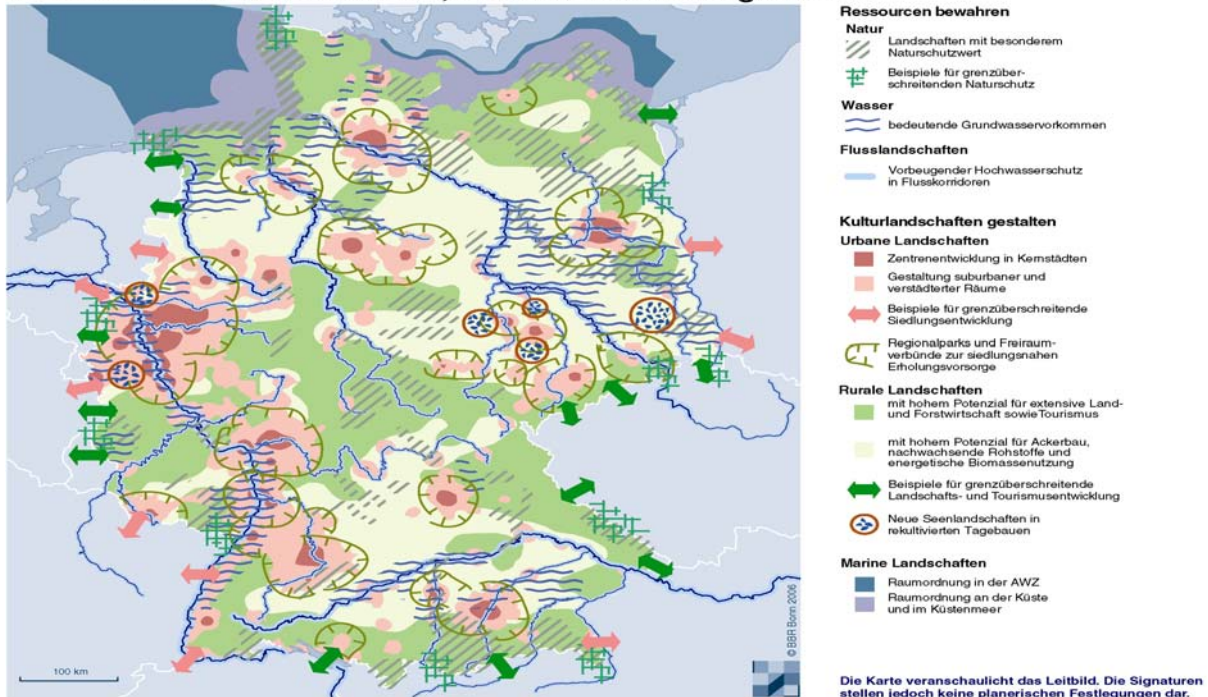 Ressourcen bewahren
Natur
Landschaften mit besonderem
Naturschutzwert
Beispiele für grenzüber-
schreitenden Naturschutz
Wasser
bedeutende Grundwasservorkommen
Flusslandschaften
Vorbeugender Hochwasserschutz
in Flusskorridoren
Kulturlandschaften gestalten
Urbane Landschaften
Zentrenentwicklung in Kernstädten
Gestaltung suburbaner und
verstädterter Räume
Beispiele für grenzüberschreitende
Siedlungsentwicklung
Regionalparks und Freiraum-
verbünde zur siedlungsnahen
Erholungsvorsorge
Rurale Landschaften
mit hohem Potenzial für extensive Land-
und Forstwirtschaft sowie Tourismus
mit hohem Potenzial für Ackerbau,
nachwachsende Rohstoffe und
energetische Biomassenutzung
Beispiele für grenzüberschreitende
Landschafts- und Tourismusentwicklung
Neue Seenlandschaften in
rekultivierten Tagebauen
Marine Landschaften
Raumordnung in der AWZ
Raumordnung an der Küste
und im Küstenmeer
100 km
© BBR Bonn 2006
Die Karte veranschaulicht das Leitbild. Die Signaturen
stellen jedoch keine planerischen Festlegungen dar.